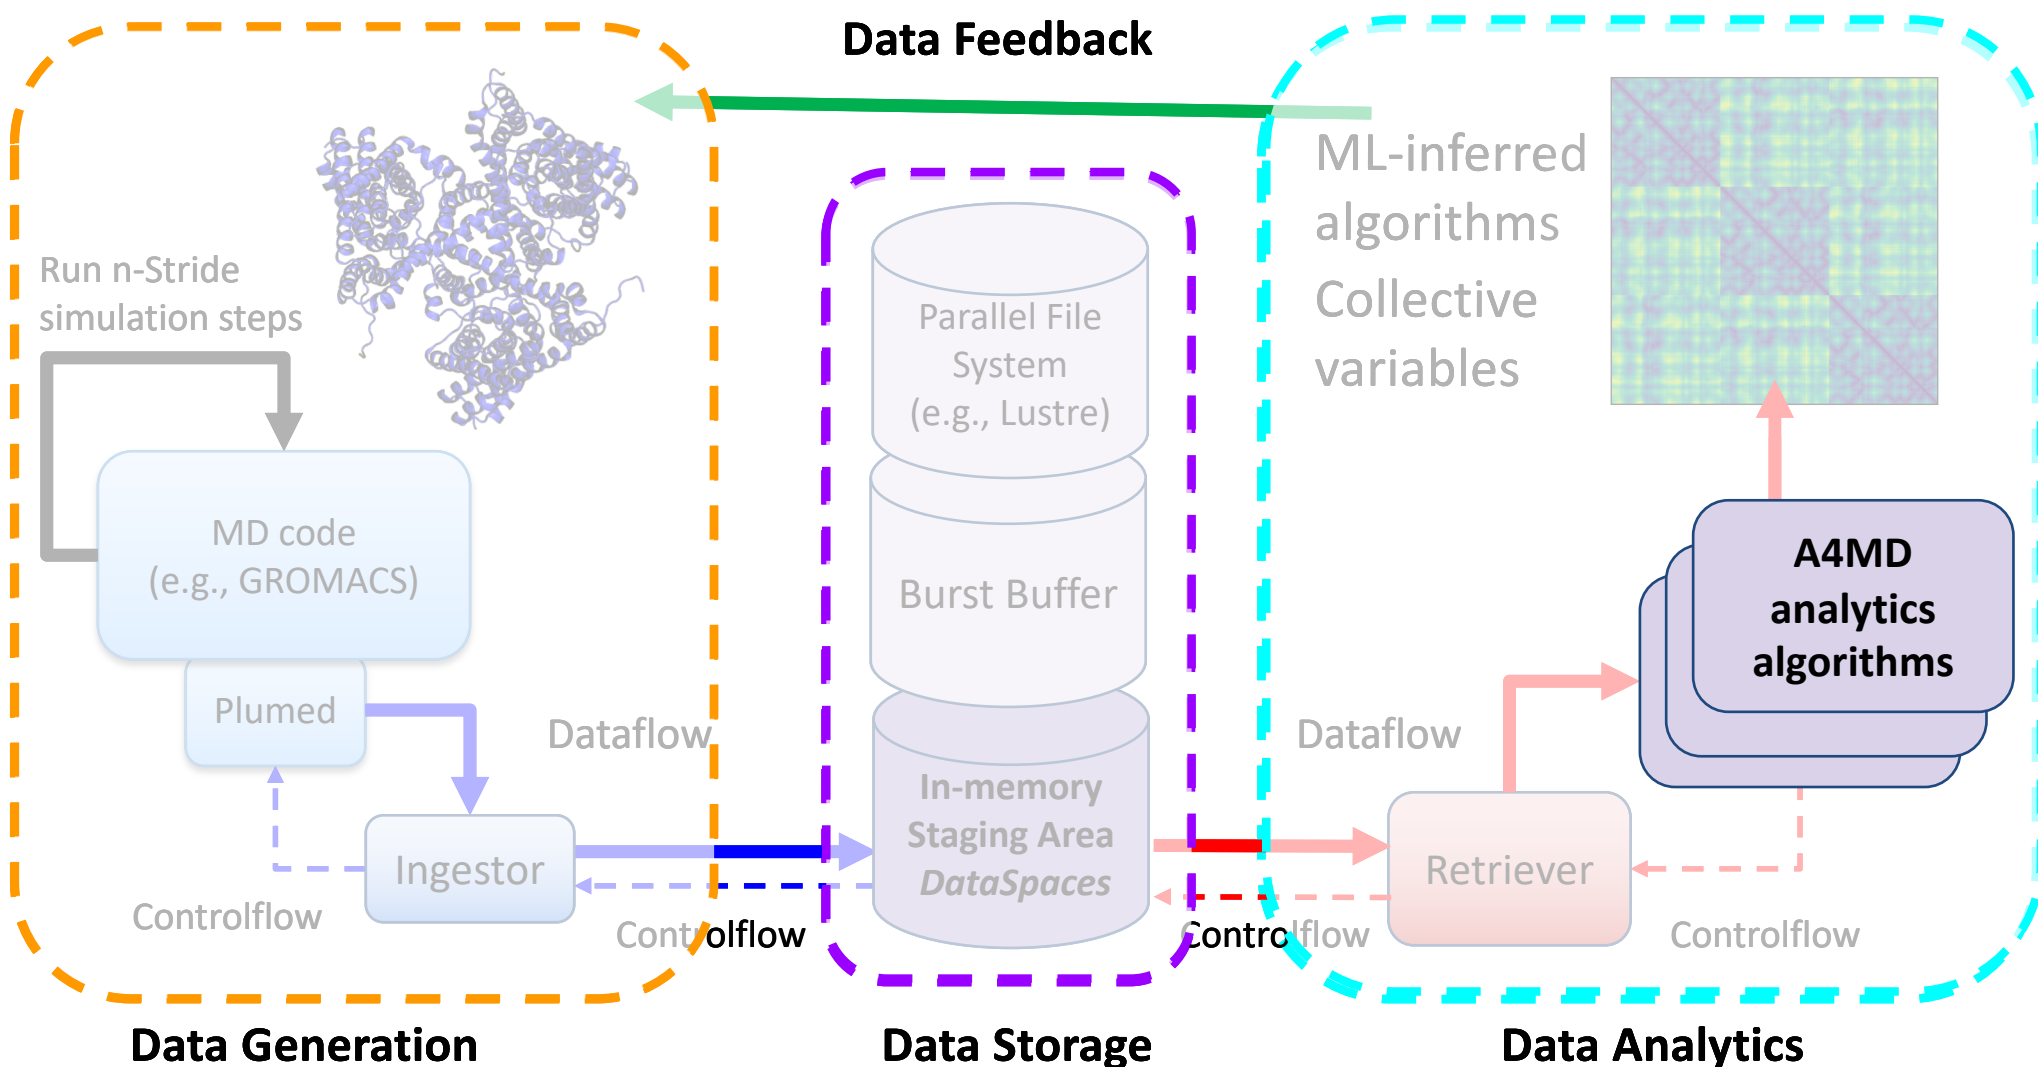 Data Feedback
Run n-Stride
simulation steps
MD code
(e.g., GROMACS)
Plumed
Dataflow
Ingestor
Controlflow
Controlflow
Data Generation
Parallel File
System
(e.g., Lustre)
Burst Buffer
In-memory
Staging Area
DataSpaces
Data Storage
ML-inferred
algorithms
Collective
variables
A4MD
analytics
algorithms
Dataflow
Retriever
Controlflow
Controlflow
Data Analytics